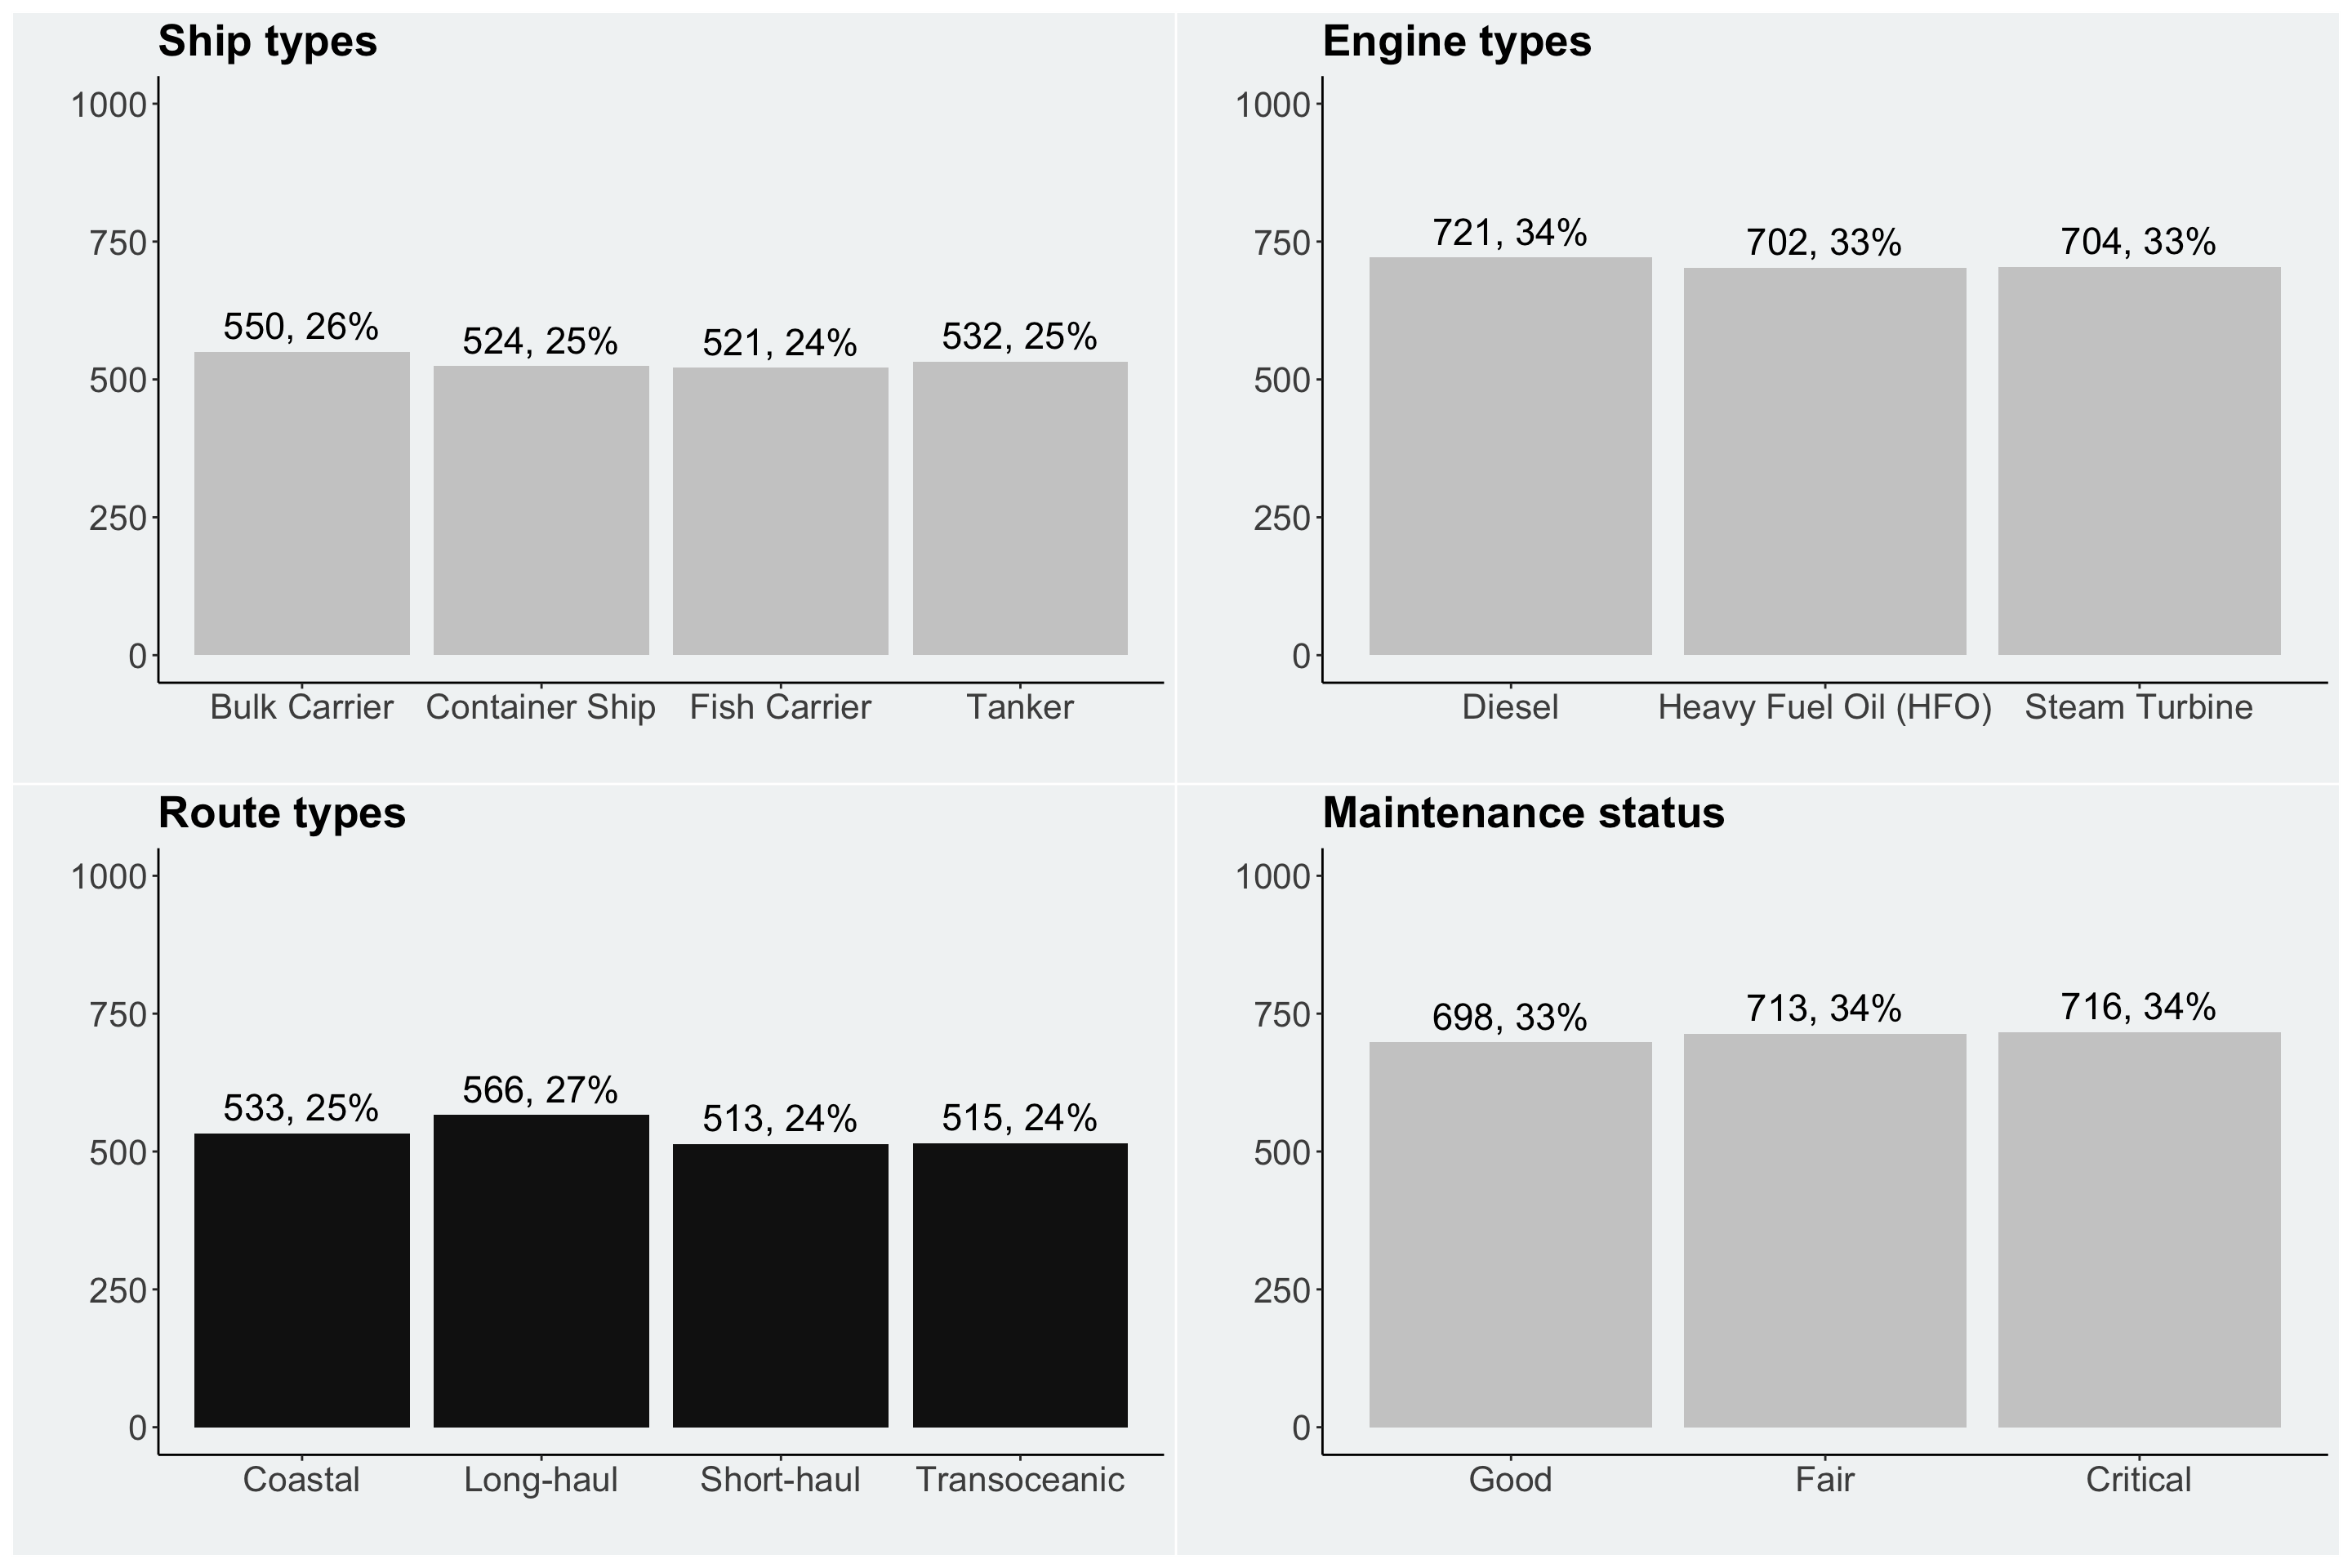 Ship types
1000
750
500
250
0
550, 26%
524, 25%
521, 24%
532, 25%
Bulk Carrier
Container Ship
Fish Carrier
Tanker
Engine types
1000
750
500
250
0
721, 34%
702, 33%
704, 33%
Diesel
Heavy Fuel Oil (HFO)
Steam Turbine
Route types
1000
750
500
250
0
533, 25%
566, 27%
513, 24%
515, 24%
Coastal
Long-haul
Short-haul
Transoceanic
Maintenance status
1000
750
500
250
0
698, 33%
713, 34%
716, 34%
Good
Fair
Critical